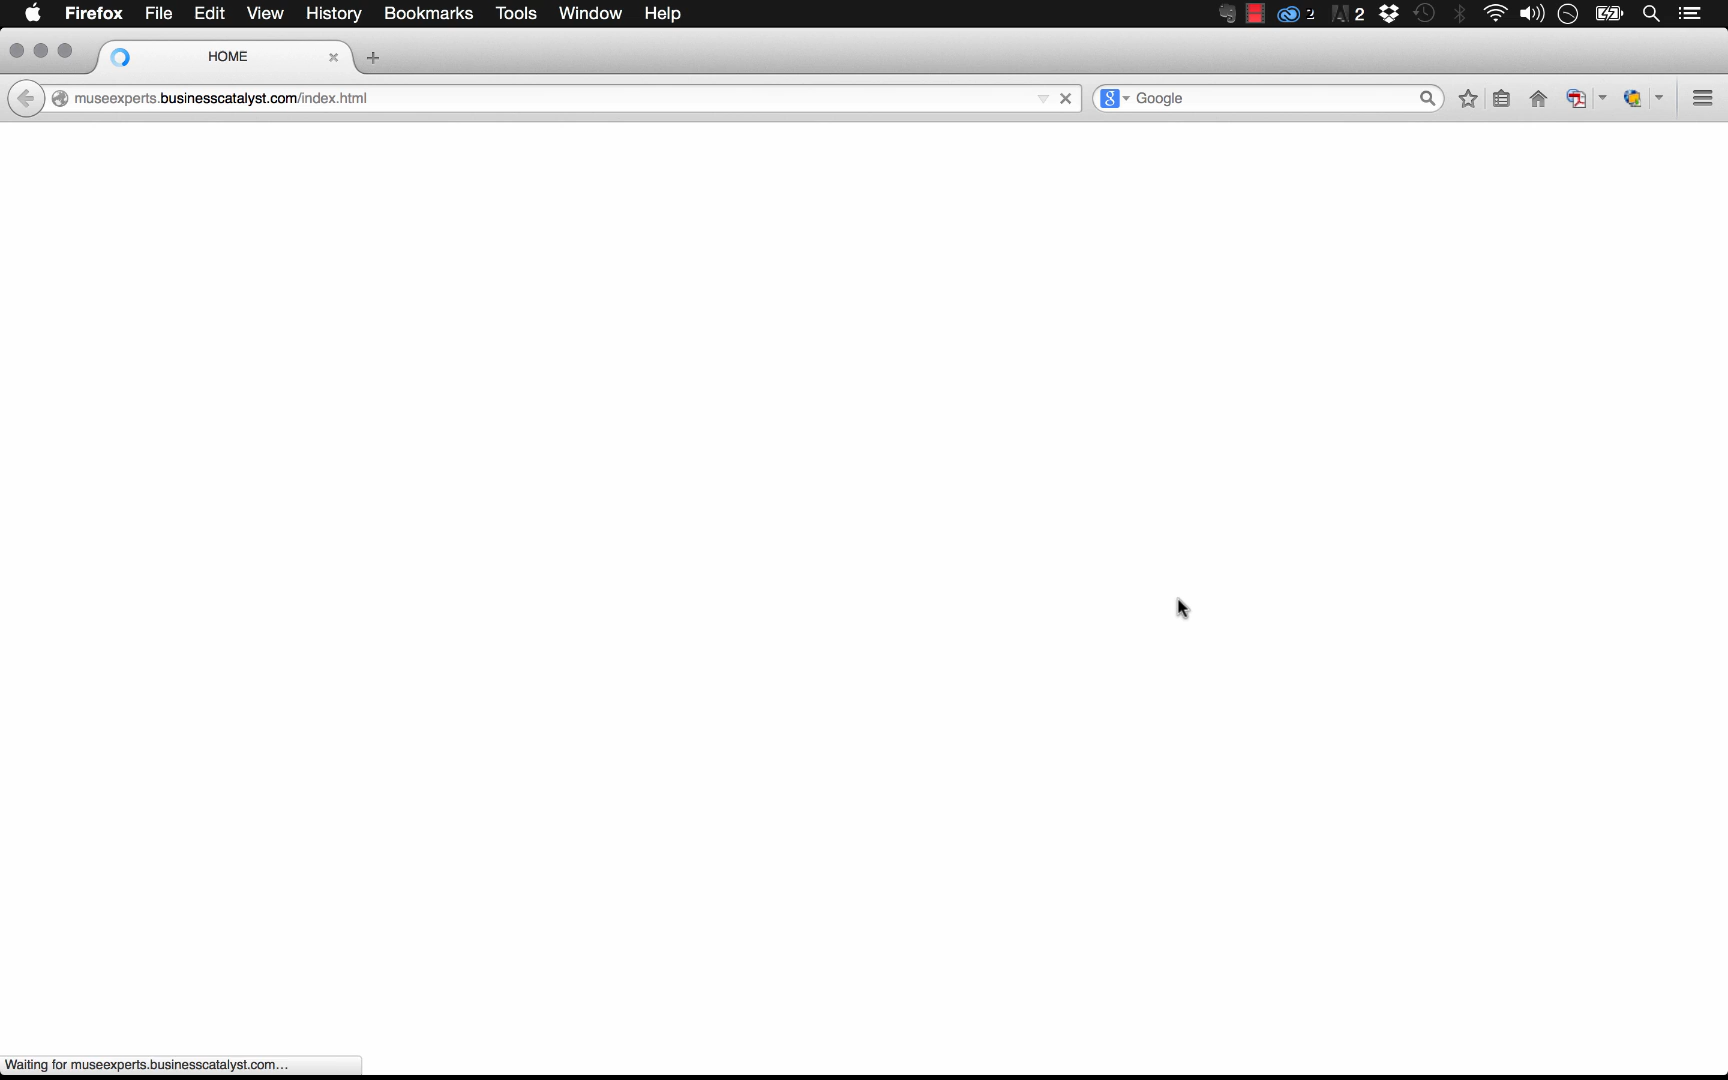 Firefox File Edit View History Bookmarks Tools Window Help 2 2
HOME
museexperts.businesscatalyst.com/index.html
8 Google
Waiting for museexperts.businesscatalyst.com...